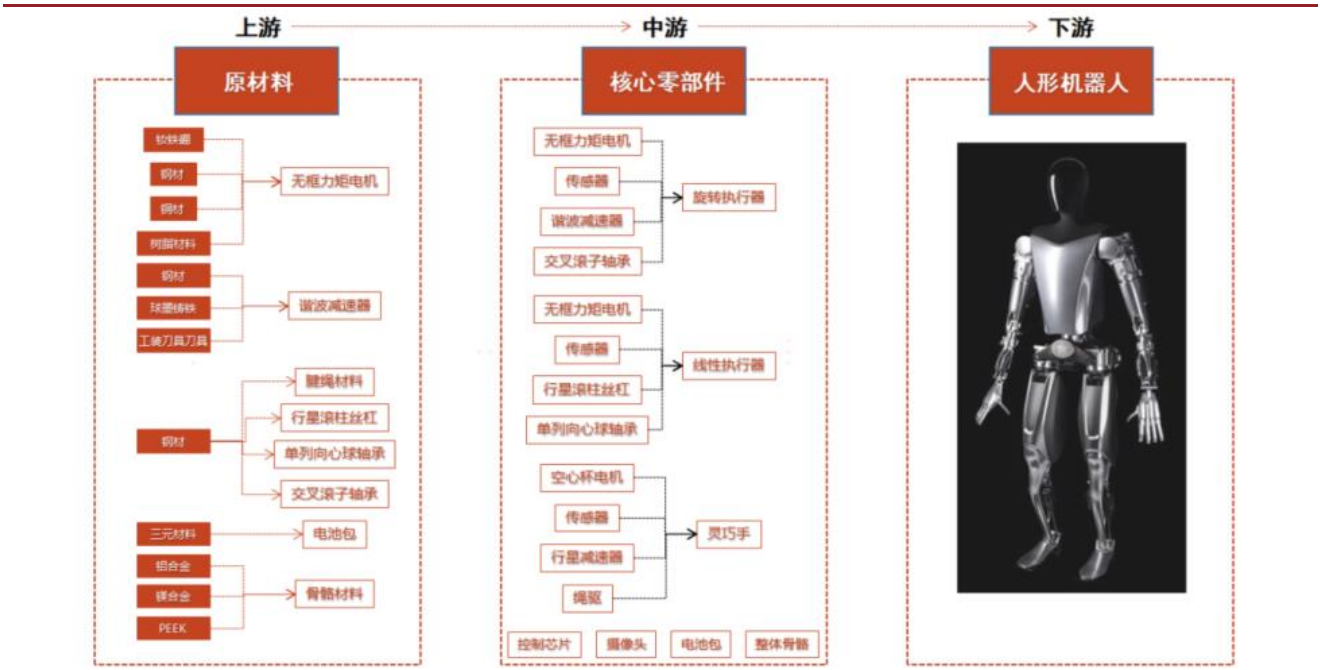 上游
中游
下游
原材料
核心零部件
人形机器人
钕铁硼
钢材
铜材
树脂材料
无框力矩电机
钢材
球墨铸铁
工装刀具刀具
谐波减速器
钢材
腱绳材料
行星滚柱丝杠
单列向心球轴承
交叉滚子轴承
三元材料
电池包
铝合金
镁合金
PEEK
骨骼材料
无框力矩电机
传感器
谐波减速器
交叉滚子轴承
旋转执行器
无框力矩电机
传感器
行星滚柱丝杠
单列向心球轴承
线性执行器
空心杯电机
传感器
行星减速器
绳驱
灵巧手
控制芯片
摄像头
电池包
整体骨骼